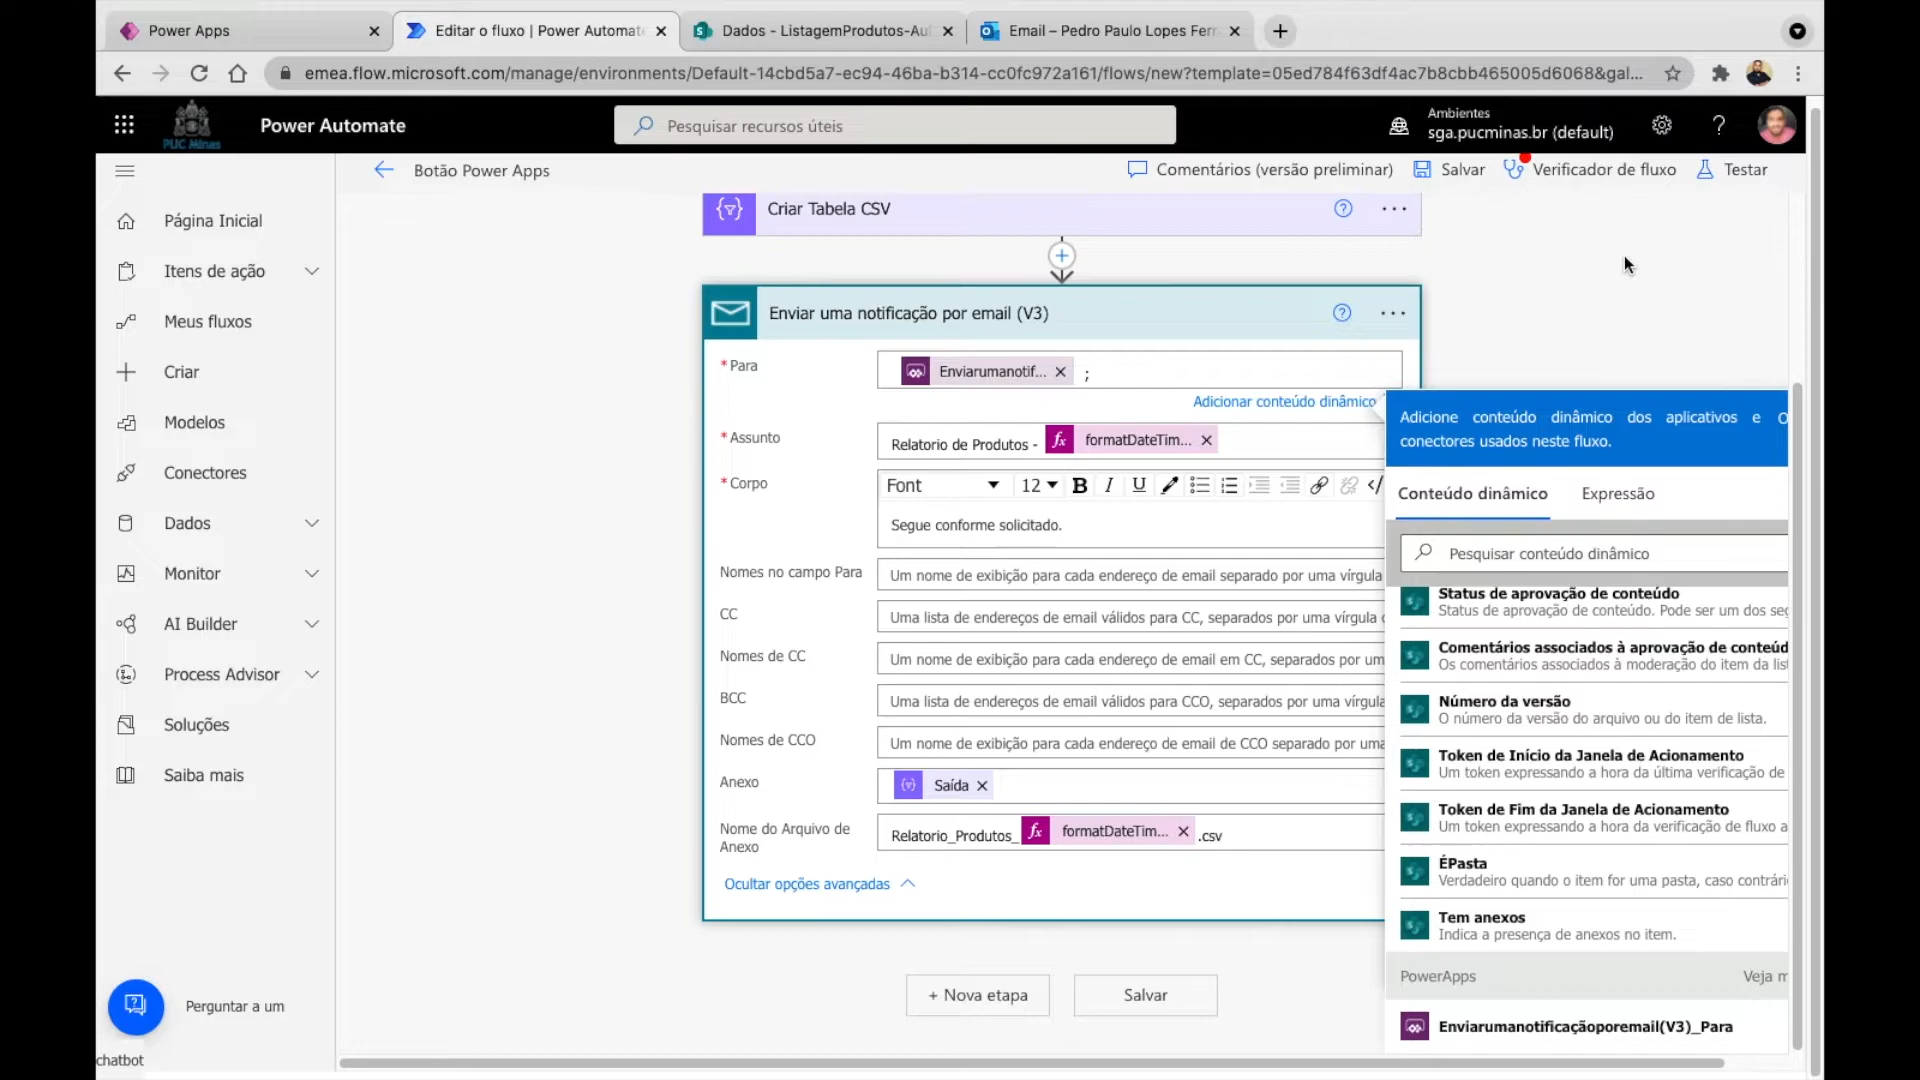 Power Apps
Editar o fluxo | Power Automate
Dados - ListagemProdutos-Au
Email – Pedro Paulo Lopes Ferr
emea.flow.microsoft.com/manage/environments/Default-14cbd5a7-ec94-46ba-b314-cc0fc972a161/flows/new?template=05ed784f63df4ac7b8cbb465005d6068&gal...
PUC Minas
Power Automate
Pesquisar recursos úteis
Ambientes
sga.pucminas.br (default)
?
Botão Power Apps
Comentários (versão preliminar)
Salvar
Verificador de fluxo
Testar
Página Inicial
Itens de ação
Meus fluxos
Criar
Modelos
Conectores
Dados
Monitor
AI Builder
Process Advisor
Soluções
Saiba mais
Perguntar a um
chatbot
Criar Tabela CSV
Enviar uma notificação por email (V3)
* Para
Enviarumanotif... ;
Adicionar conteúdo dinâmico
* Assunto
Relatorio de Produtos - fx formatDateTim...
* Corpo
Font 12 B I U </
Segue conforme solicitado.
Nomes no campo Para
Um nome de exibição para cada endereço de email separado por uma vírgula
CC
Uma lista de endereços de email válidos para CC, separados por uma vírgula
Nomes de CC
Um nome de exibição para cada endereço de email em CC, separados por um
BCC
Uma lista de endereços de email válidos para CCO, separados por uma vírgula
Nomes de CCO
Um nome de exibição para cada endereço de email de CCO separado por uma
Anexo
Saída
Nome do Arquivo de
Anexo
Relatorio_Produtos_ fx formatDateTim... .csv
Ocultar opções avançadas
+ Nova etapa
Salvar
Adicione conteúdo dinâmico dos aplicativos e
conectores usados neste fluxo.
Conteúdo dinâmico
Expressão
Pesquisar conteúdo dinâmico
Status de aprovação de conteúdo
Status de aprovação de conteúdo. Pode ser um dos seg
Comentários associados à aprovação de conteúd
Os comentários associados à moderação do item da lis
Número da versão
O número da versão do arquivo ou do item de lista.
Token de Início da Janela de Acionamento
Um token expressando a hora da última verificação de
Token de Fim da Janela de Acionamento
Um token expressando a hora da verificação de fluxo a
ÉPasta
Verdadeiro quando o item for uma pasta, caso contrári
Tem anexos
Indica a presença de anexos no item.
PowerApps
Veja m
Enviarumanotificaçãoporemail(V3)_Para